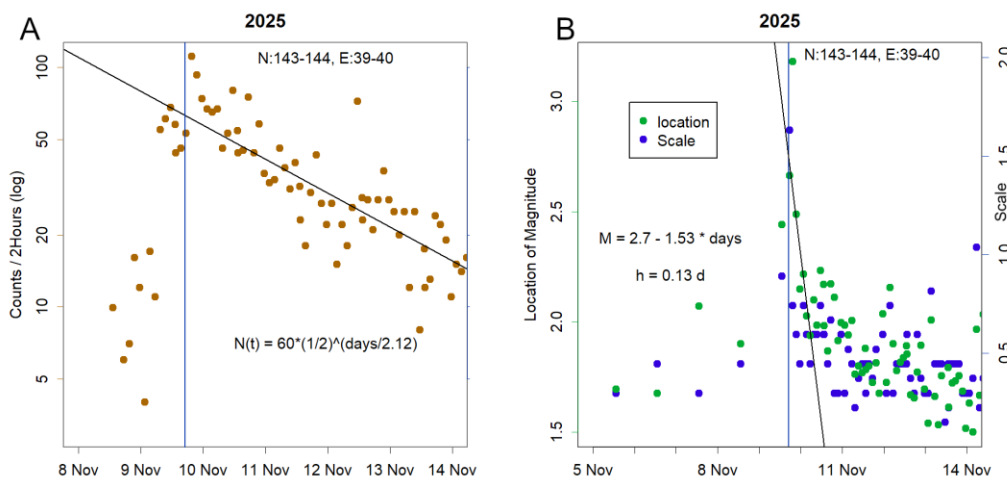 A
2025
N:143-144, E:39-40
Counts / 2Hours (log)
100
50
20
10
5
N(t) = 60*(1/2)^(days/2.12)
8 Nov
9 Nov
10 Nov
11 Nov
12 Nov
13 Nov
14 Nov
B
2025
N:143-144, E:39-40
location
Scale
Location of Magnitude
3.0
2.5
2.0
1.5
Scale
2.0
1.5
1.0
0.5
M = 2.7 - 1.53 * days
h = 0.13 d
5 Nov
8 Nov
11 Nov
14 Nov